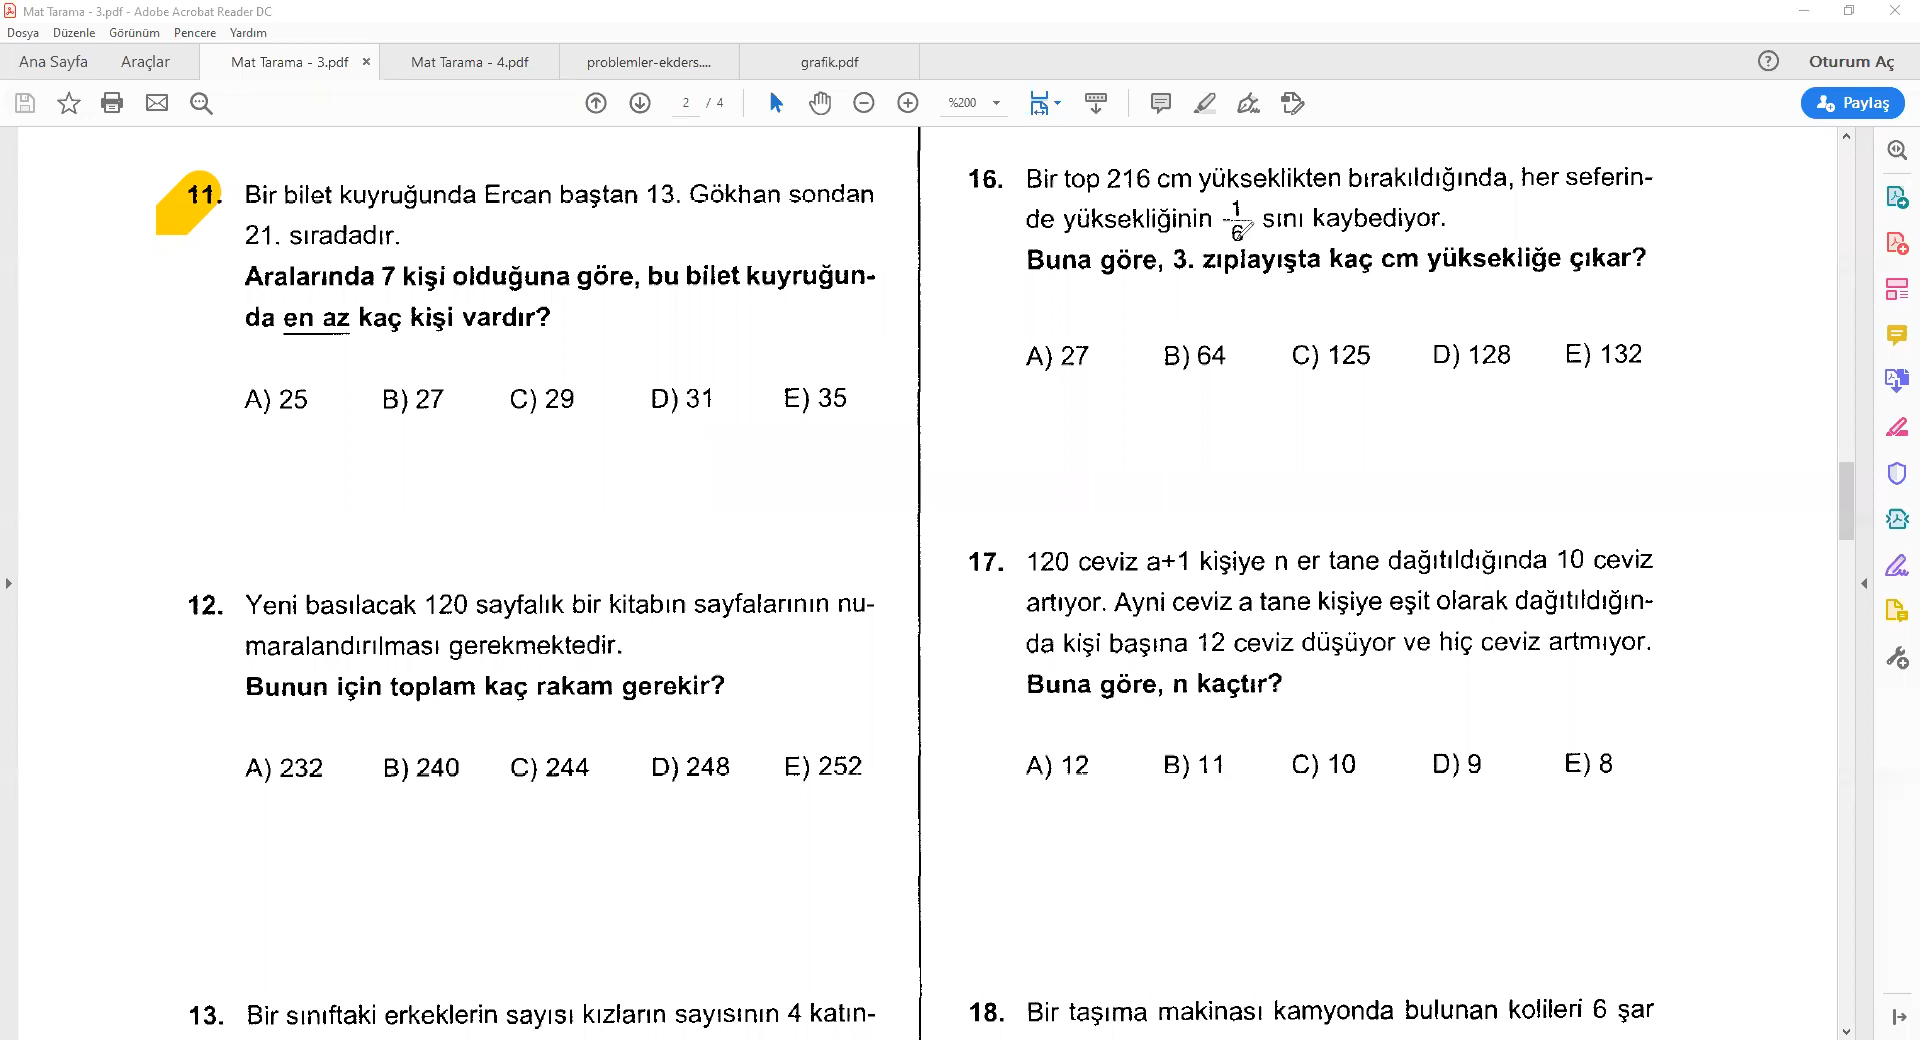 Mat Tarama - 3.pdf - Adobe Acrobat Reader DC
Dosya Düzenle Görünüm Pencere Yardım
Ana Sayfa Araçlar Mat Tarama - 3.pdf × Mat Tarama - 4.pdf problemler-ekders.... grafik.pdf ? Oturum Aç
2 / 4 %200 Paylaş
11. Bir bilet kuyruğunda Ercan baştan 13. Gökhan sondan
21. sıradadır.
Aralarında 7 kişi olduğuna göre, bu bilet kuyruğun-
da en az kaç kişi vardır?
A) 25 B) 27 C) 29 D) 31 E) 35
12. Yeni basılacak 120 sayfalık bir kitabın sayfalarının nu-
maralandırılması gerekmektedir.
Bunun için toplam kaç rakam gerekir?
A) 232 B) 240 C) 244 D) 248 E) 252
13. Bir sınıftaki erkeklerin sayısı kızların sayısının 4 katın-
16. Bir top 216 cm yükseklikten bırakıldığında, her seferin-
de yüksekliğinin 1/6 sını kaybediyor.
Buna göre, 3. zıplayışta kaç cm yüksekliğe çıkar?
A) 27 B) 64 C) 125 D) 128 E) 132
17. 120 ceviz a+1 kişiye n er tane dağıtıldığında 10 ceviz
artıyor. Ayni ceviz a tane kişiye eşit olarak dağıtıldığın-
da kişi başına 12 ceviz düşüyor ve hiç ceviz artmıyor.
Buna göre, n kaçtır?
A) 12 B) 11 C) 10 D) 9 E) 8
18. Bir taşıma makinası kamyonda bulunan kolileri 6 şar